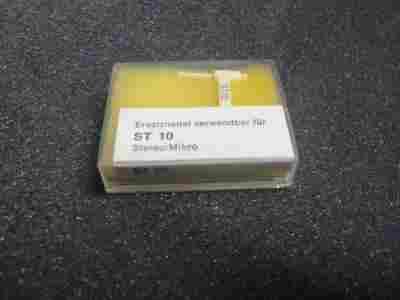 Ersatznadel verwendbar für
ST 10
Stereo/Mikro